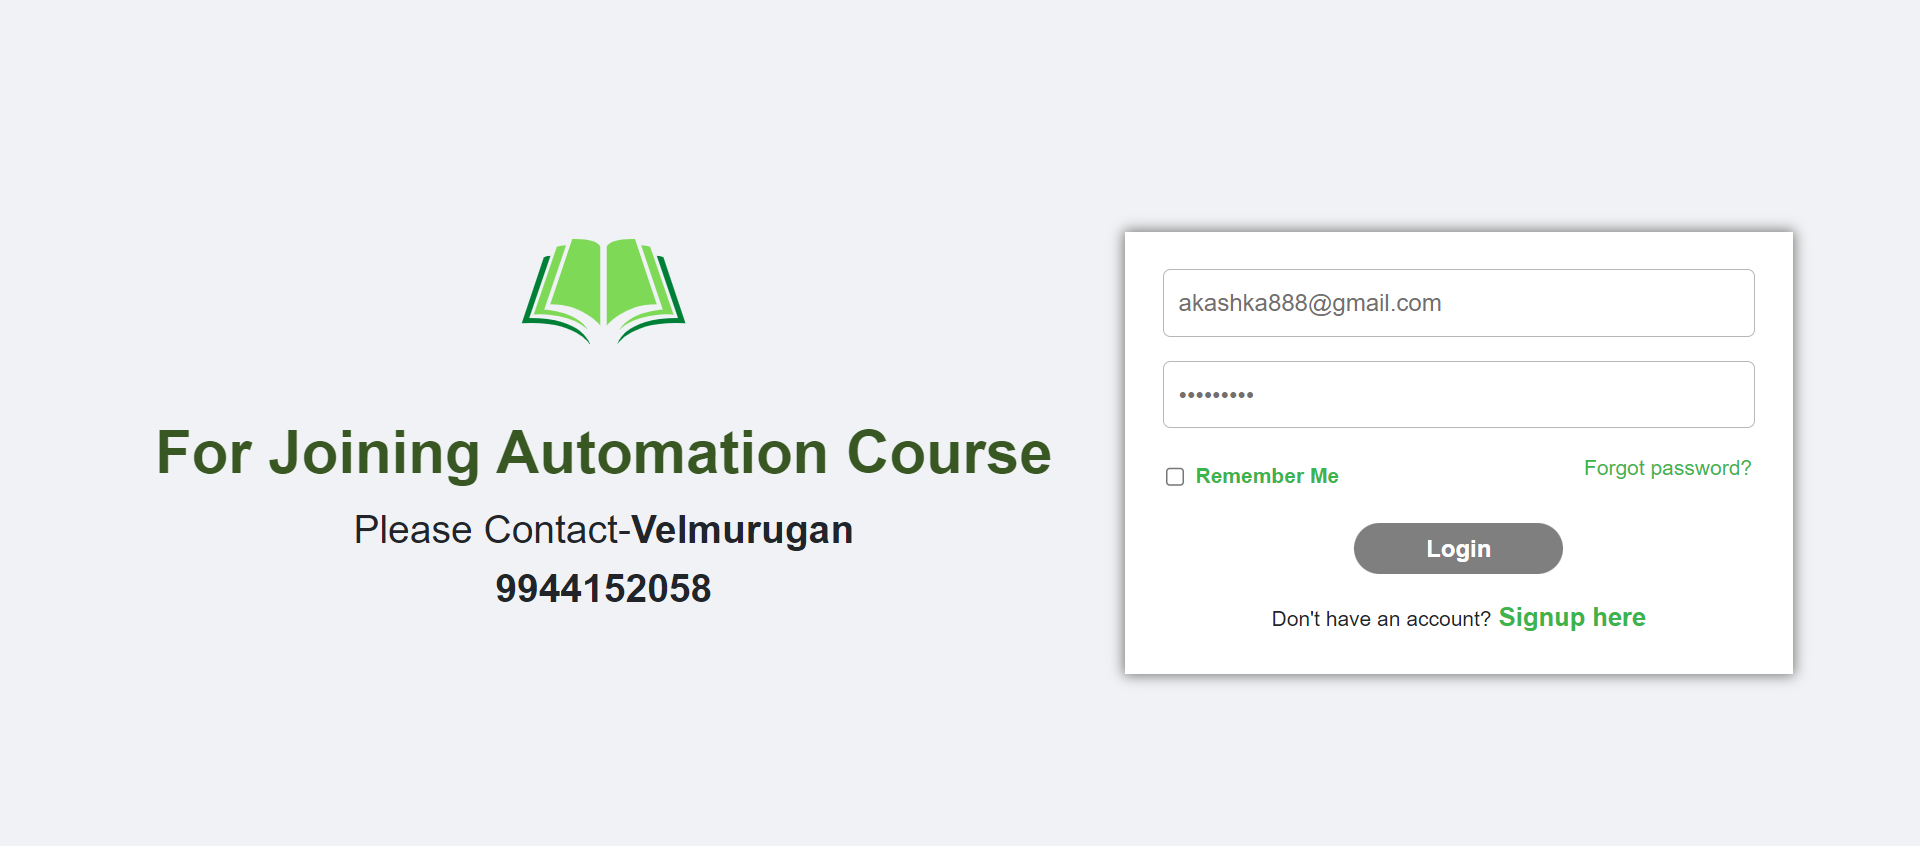 For Joining Automation Course
Please Contact-Velmurugan
9944152058
akashka888@gmail.com
•••••••••
Remember Me
Forgot password?
Login
Don't have an account? Signup here